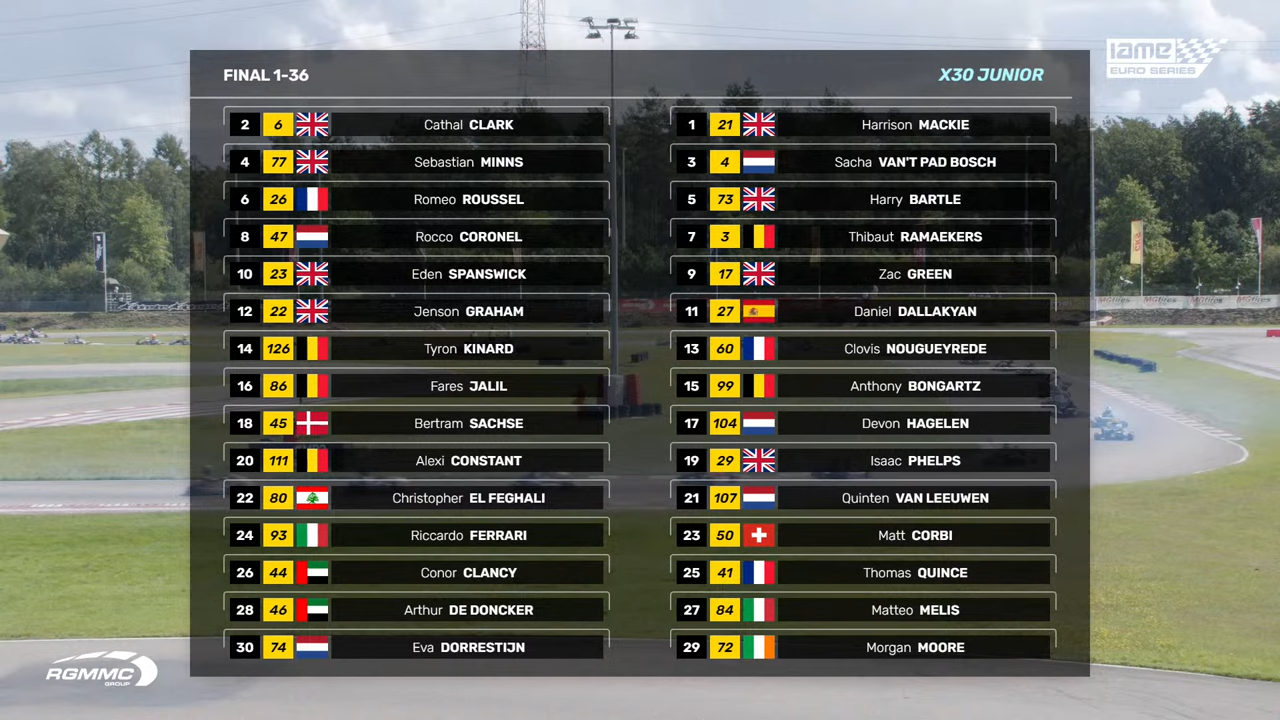 FINAL 1-36 X30 JUNIOR
iame
EURO SERIES
2 6 Cathal CLARK 1 21 Harrison MACKIE
4 77 Sebastian MINNS 3 4 Sacha VAN'T PAD BOSCH
6 26 Romeo ROUSSEL 5 73 Harry BARTLE
8 47 Rocco CORONEL 7 3 Thibaut RAMAEKERS
10 23 Eden SPANSWICK 9 17 Zac GREEN
12 22 Jenson GRAHAM 11 27 Daniel DALLAKYAN
14 126 Tyron KINARD 13 60 Clovis NOUGUEYREDE
16 86 Fares JALIL 15 99 Anthony BONGARTZ
18 45 Bertram SACHSE 17 104 Devon HAGELEN
20 111 Alexi CONSTANT 19 29 Isaac PHELPS
22 80 Christopher EL FEGHALI 21 107 Quinten VAN LEEUWEN
24 93 Riccardo FERRARI 23 50 Matt CORBI
26 44 Conor CLANCY 25 41 Thomas QUINCE
28 46 Arthur DE DONCKER 27 84 Matteo MELIS
30 74 Eva DORRESTIJN 29 72 Morgan MOORE
RGMMC
GROUP